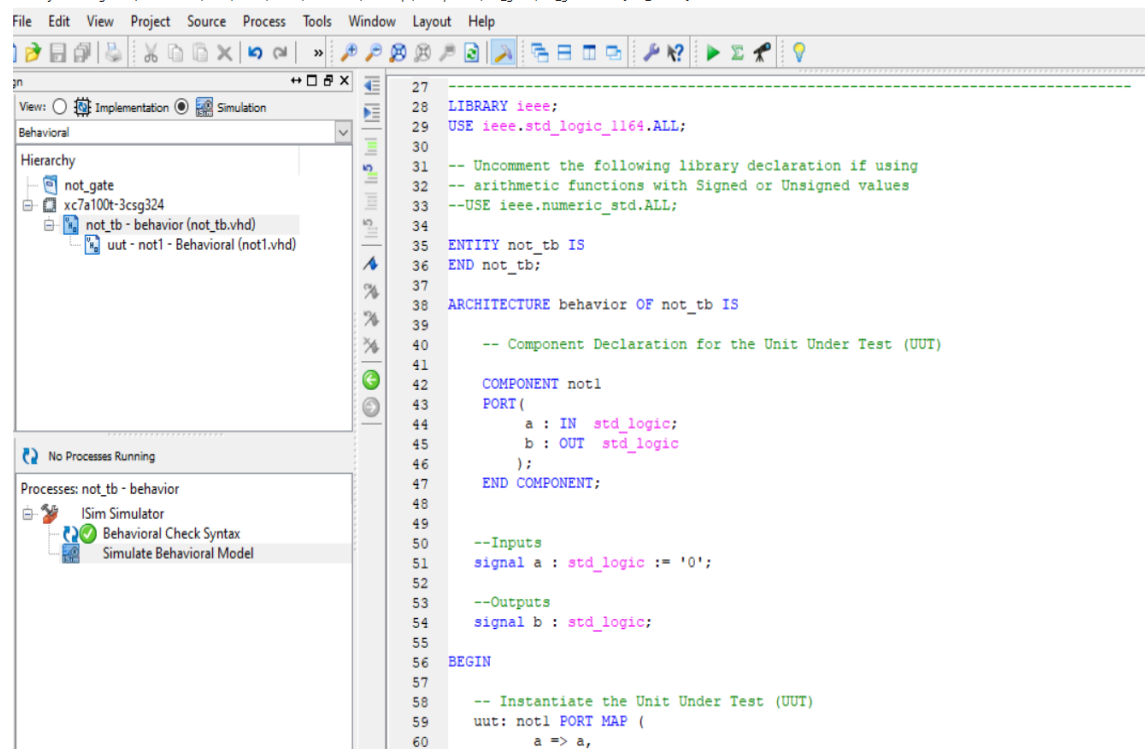 File Edit View Project Source Process Tools Window Layout Help
»
View: Implementation Simulation
Behavioral
Hierarchy
not_gate
xc7a100t-3csg324
not_tb - behavior (not_tb.vhd)
uut - not1 - Behavioral (not1.vhd)
No Processes Running
Processes: not_tb - behavior
ISim Simulator
Behavioral Check Syntax
Simulate Behavioral Model
27 --------------------------------------------------------------------------------
28 LIBRARY ieee;
29 USE ieee.std_logic_1164.ALL;
30
31 -- Uncomment the following library declaration if using
32 -- arithmetic functions with Signed or Unsigned values
33 --USE ieee.numeric_std.ALL;
34
35 ENTITY not_tb IS
36 END not_tb;
37
38 ARCHITECTURE behavior OF not_tb IS
39
40 -- Component Declaration for the Unit Under Test (UUT)
41
42 COMPONENT not1
43 PORT(
44 a : IN std_logic;
45 b : OUT std_logic
46 );
47 END COMPONENT;
48
49
50 --Inputs
51 signal a : std_logic := '0';
52
53 --Outputs
54 signal b : std_logic;
55
56 BEGIN
57
58 -- Instantiate the Unit Under Test (UUT)
59 uut: not1 PORT MAP (
60 a => a,